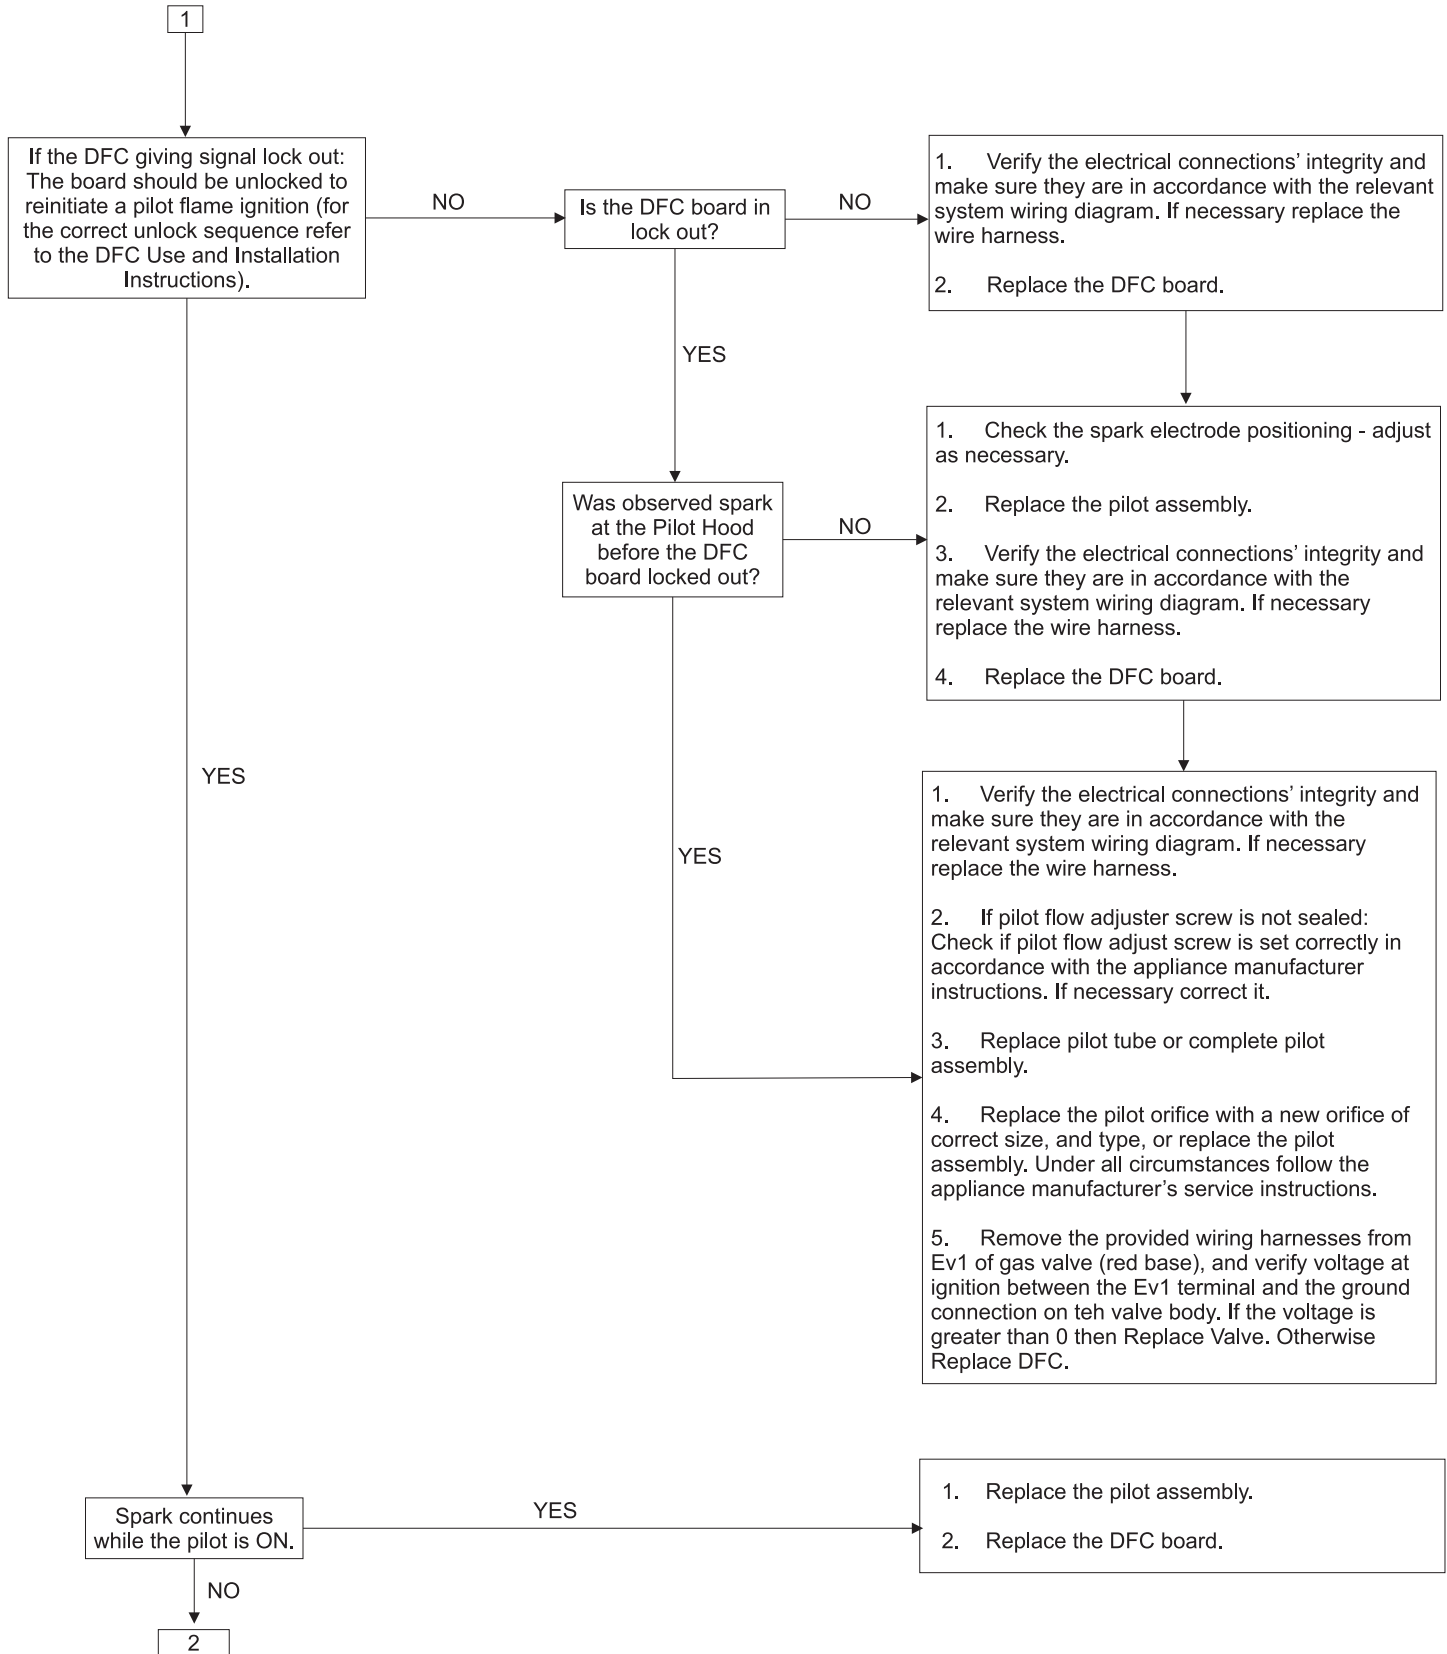 1
If the DFC giving signal lock out:
The board should be unlocked to
reinitiate a pilot flame ignition (for
the correct unlock sequence refer
to the DFC Use and Installation
Instructions).
NO
Is the DFC board in
lock out?
NO
1. Verify the electrical connections’ integrity and
make sure they are in accordance with the relevant
system wiring diagram. If necessary replace the
wire harness.
2. Replace the DFC board.
YES
1. Check the spark electrode positioning - adjust
as necessary.
2. Replace the pilot assembly.
3. Verify the electrical connections’ integrity and
make sure they are in accordance with the
relevant system wiring diagram. If necessary
replace the wire harness.
4. Replace the DFC board.
Was observed spark
at the Pilot Hood
before the DFC
board locked out?
NO
YES
YES
1. Verify the electrical connections’ integrity and
make sure they are in accordance with the
relevant system wiring diagram. If necessary
replace the wire harness.
2. If pilot flow adjuster screw is not sealed:
Check if pilot flow adjust screw is set correctly in
accordance with the appliance manufacturer
instructions. If necessary correct it.
3. Replace pilot tube or complete pilot
assembly.
4. Replace the pilot orifice with a new orifice of
correct size, and type, or replace the pilot
assembly. Under all circumstances follow the
appliance manufacturer’s service instructions.
5. Remove the provided wiring harnesses from
Ev1 of gas valve (red base), and verify voltage at
ignition between the Ev1 terminal and the ground
connection on teh valve body. If the voltage is
greater than 0 then Replace Valve. Otherwise
Replace DFC.
Spark continues
while the pilot is ON.
YES
1. Replace the pilot assembly.
2. Replace the DFC board.
NO
2